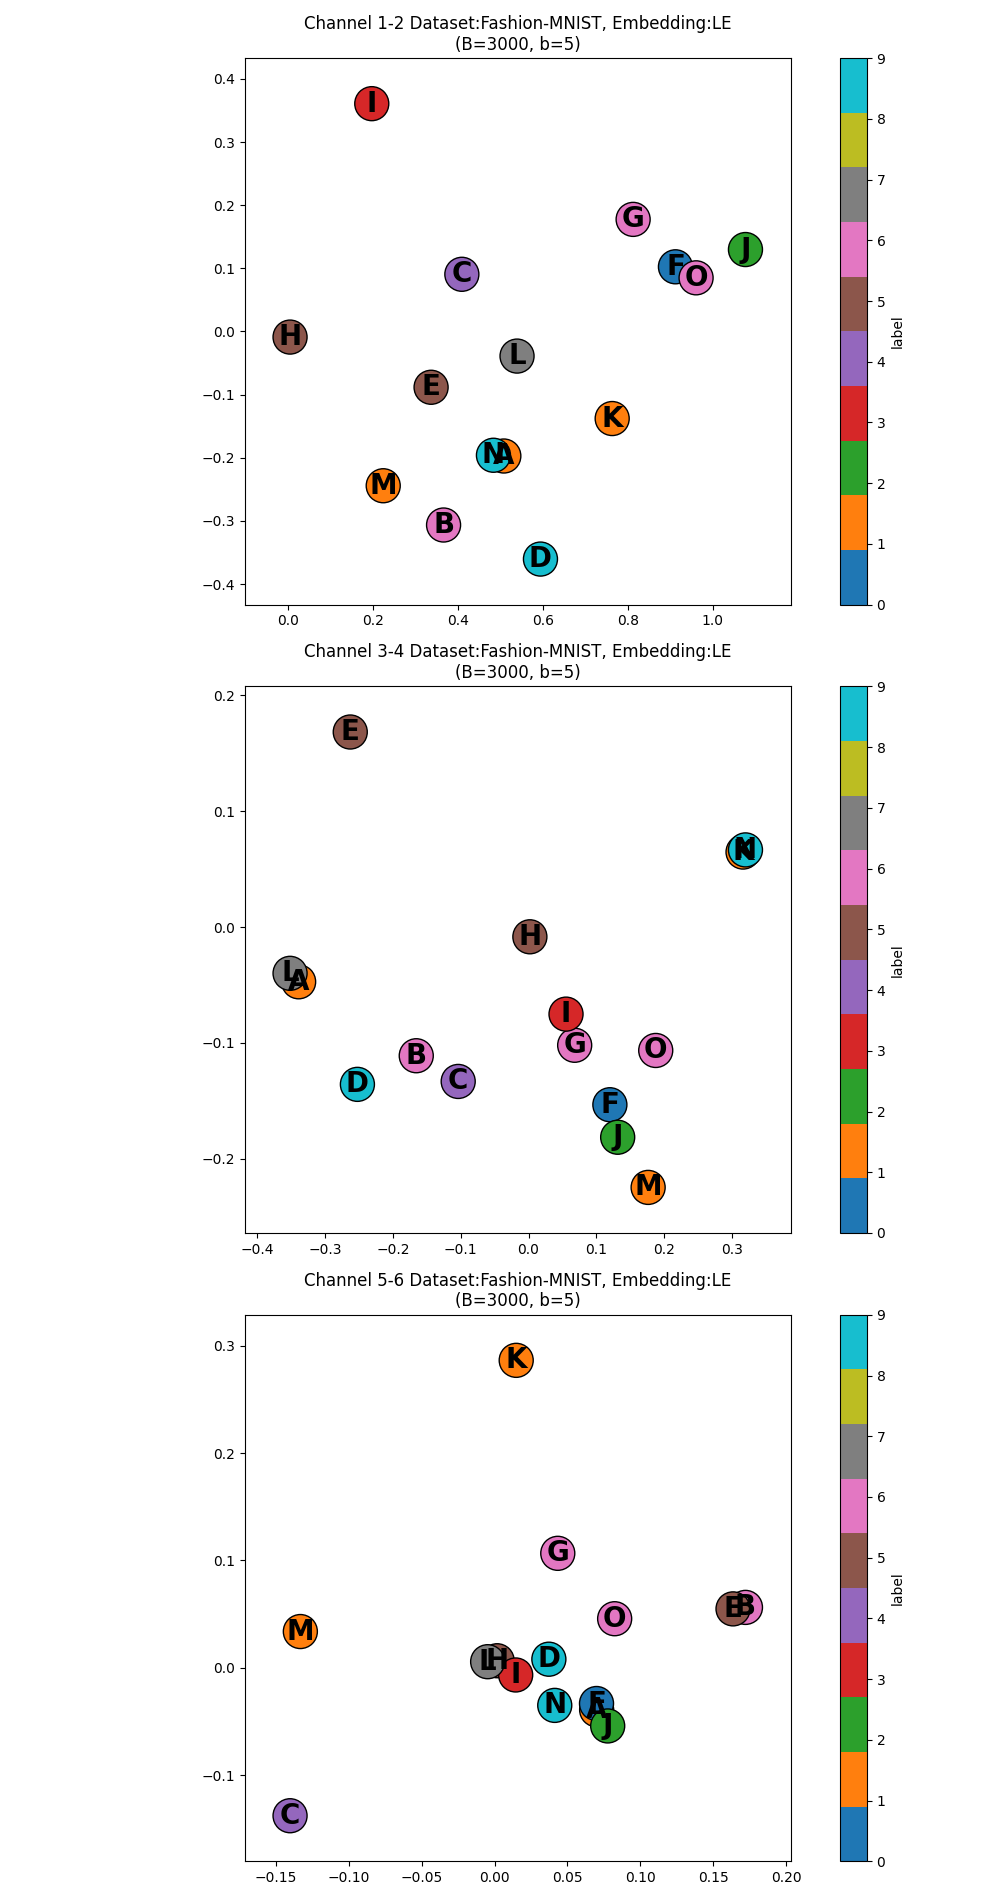 Channel 1-2 Dataset:Fashion-MNIST, Embedding:LE
(B=3000, b=5)
0.4
0.3
0.2
0.1
0.0
−0.1
−0.2
−0.3
−0.4
I
G
J
F
O
C
H
L
E
K
N
A
M
B
D
0.0 0.2 0.4 0.6 0.8 1.0
9
8
7
6
5
4
3
2
1
0
label
Channel 3-4 Dataset:Fashion-MNIST, Embedding:LE
(B=3000, b=5)
0.2
0.1
0.0
−0.1
−0.2
E
K
N
H
L
A
I
G
O
B
D
C
F
J
M
−0.4 −0.3 −0.2 −0.1 0.0 0.1 0.2 0.3
9
8
7
6
5
4
3
2
1
0
label
Channel 5-6 Dataset:Fashion-MNIST, Embedding:LE
(B=3000, b=5)
0.3
0.2
0.1
0.0
−0.1
K
G
E
B
O
M
L
H
I
D
N
F
A
J
C
−0.15 −0.10 −0.05 0.00 0.05 0.10 0.15 0.20
9
8
7
6
5
4
3
2
1
0
label